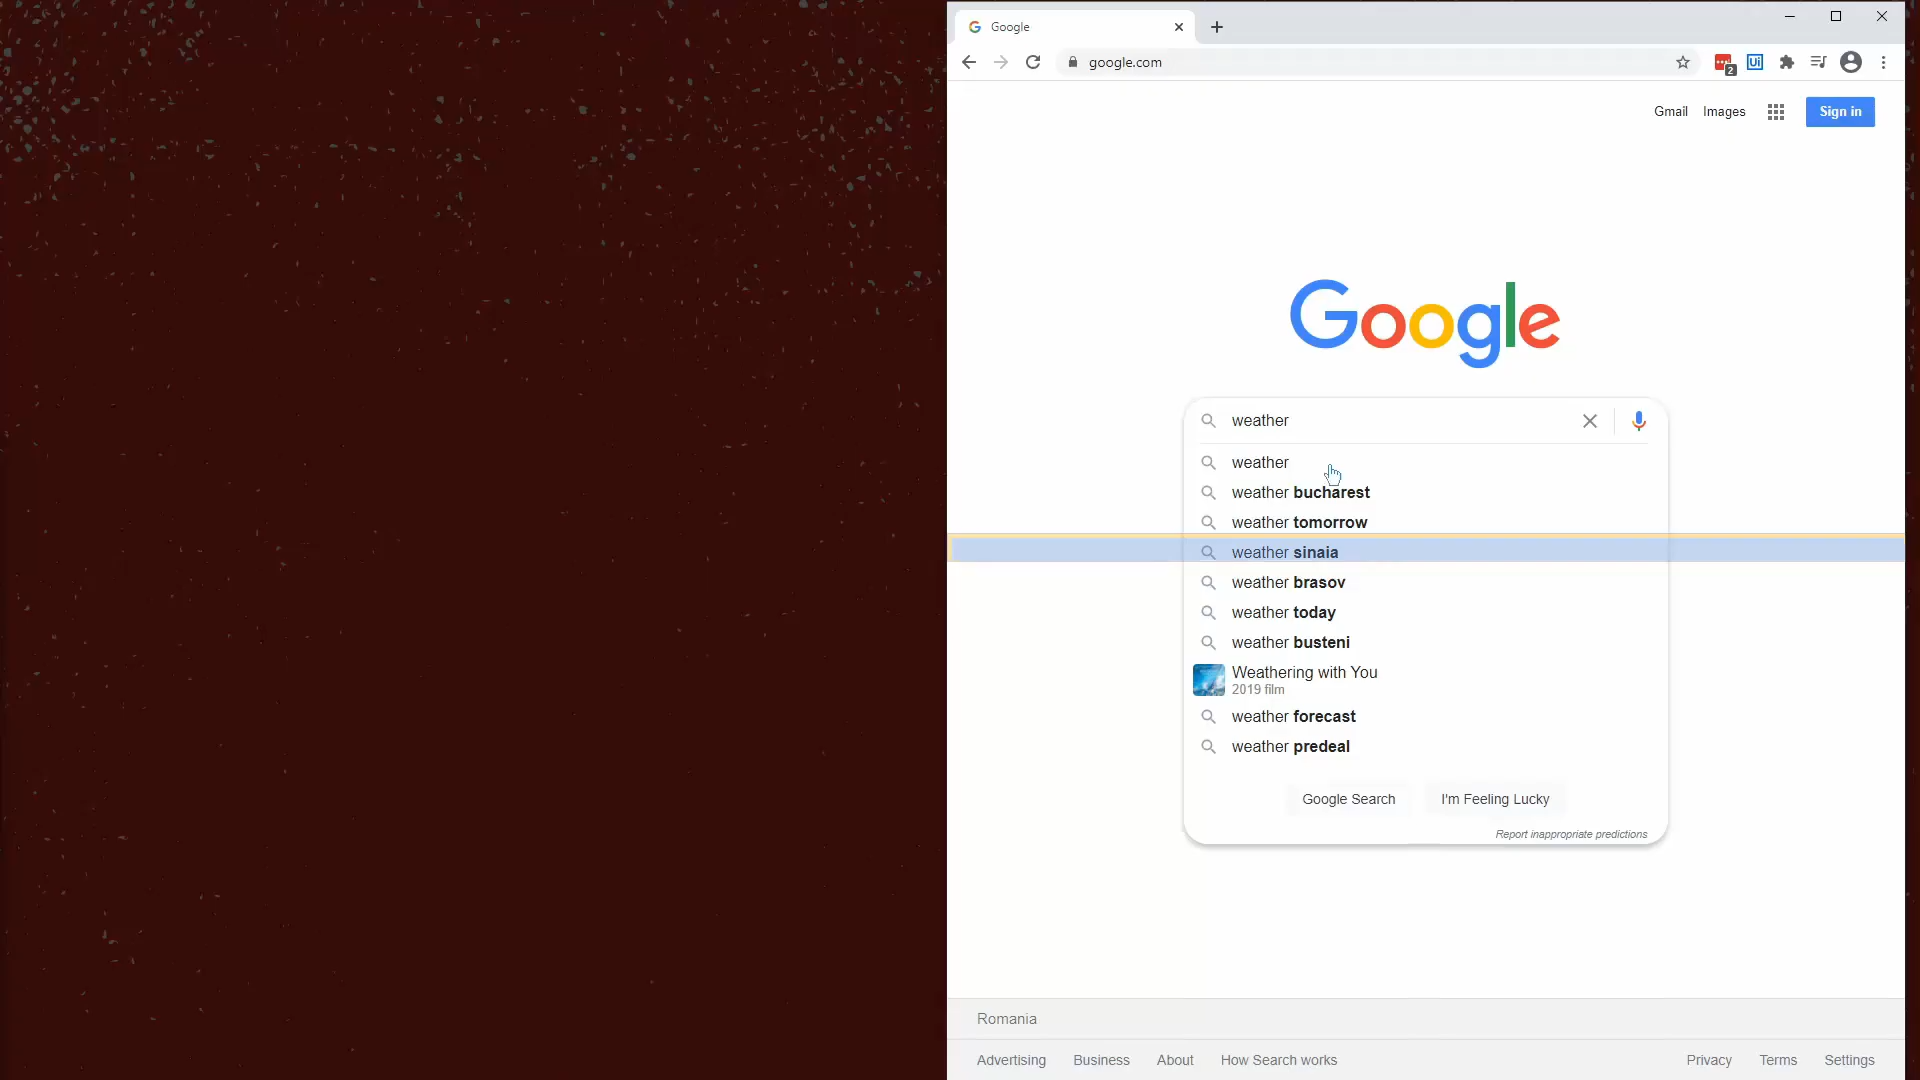 Google
google.com
2
Ui
Gmail Images Sign in
Google
weather
weather
weather bucharest
weather tomorrow
weather sinaia
weather brasov
weather today
weather busteni
Weathering with You
2019 film
weather forecast
weather predeal
Google Search I'm Feeling Lucky
Report inappropriate predictions
Romania
Advertising Business About How Search works Privacy Terms Settings